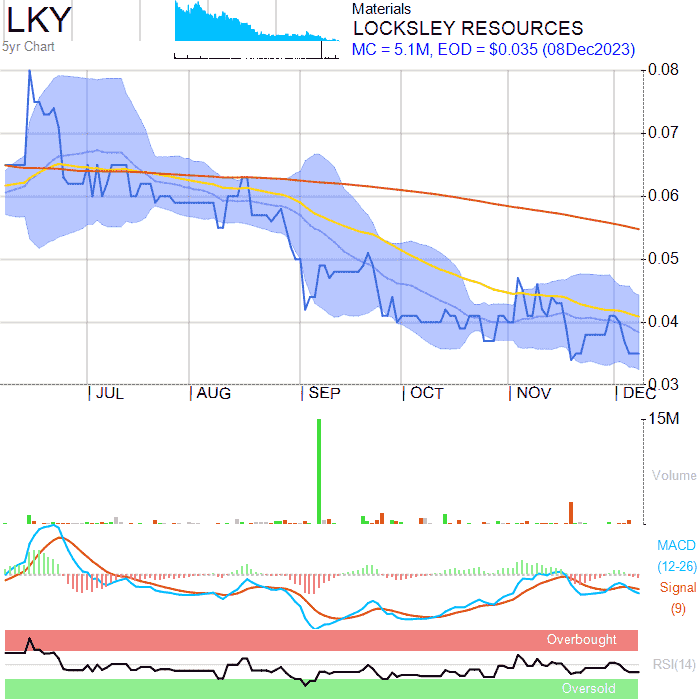 LKY
5yr Chart
Materials
LOCKSLEY RESOURCES
MC = 5.1M, EOD = $0.035 (08Dec2023)
0.08
0.07
0.06
0.05
0.04
0.03
JUL AUG SEP OCT NOV DEC
15M
Volume
MACD
(12-26)
Signal
(9)
Overbought
RSI(14)
Oversold